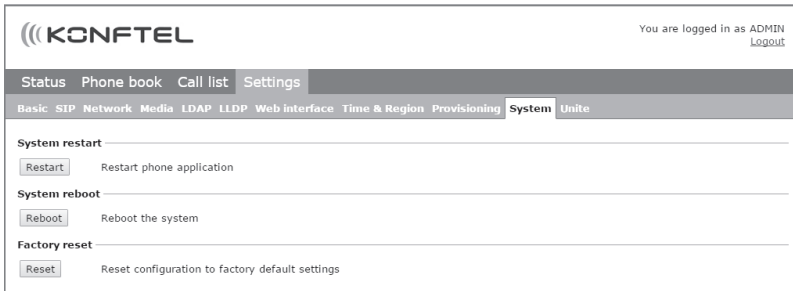 KONFTEL
You are logged in as ADMIN
Logout
Status Phone book Call list Settings
Basic SIP Network Media LDAP LLDP Web interface Time & Region Provisioning System Unite
System restart
Restart Restart phone application
System reboot
Reboot Reboot the system
Factory reset
Reset Reset configuration to factory default settings